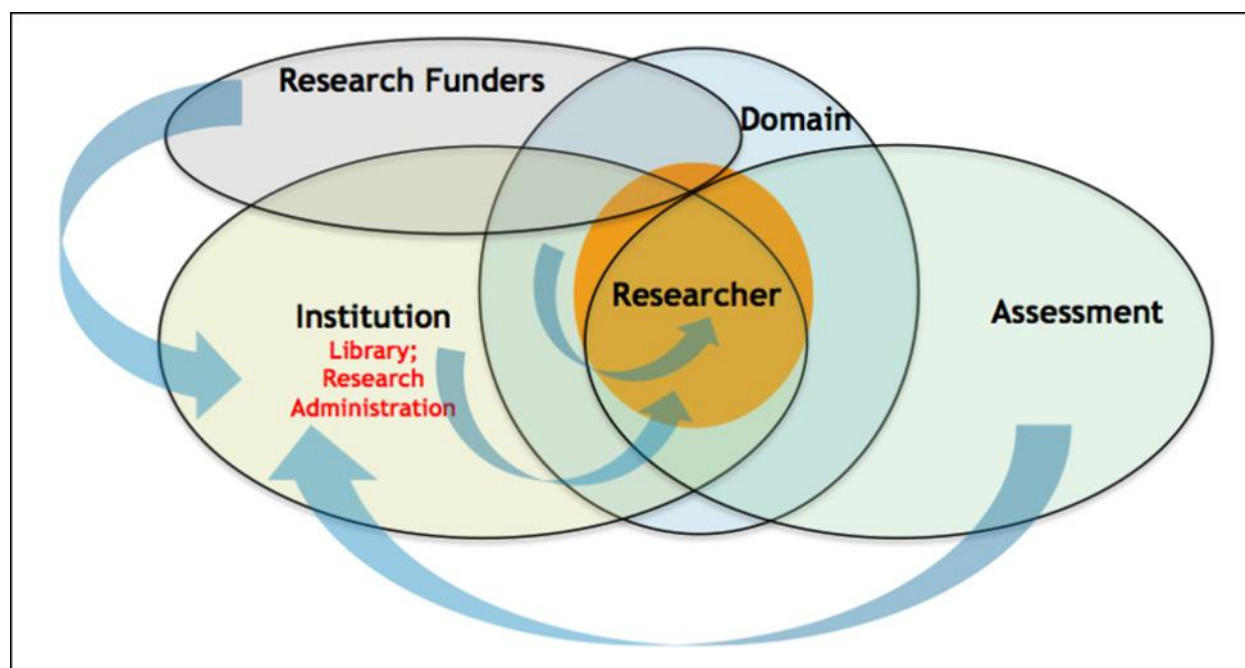 Research Funders
Domain
Researcher
Institution
Library;
Research
Administration
Assessment